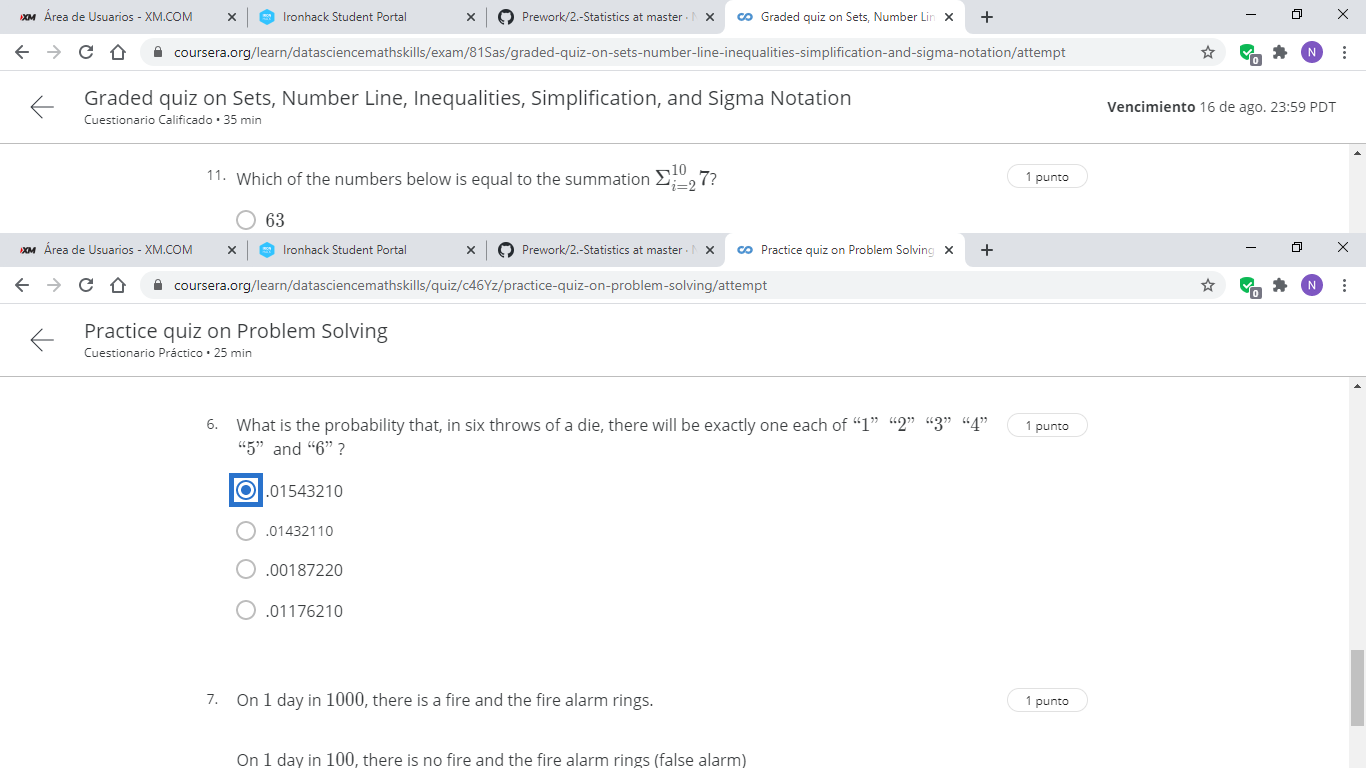 XM Área de Usuarios - XM.COM Ironhack Student Portal Prework/2.-Statistics at master · Graded quiz on Sets, Number Lin
coursera.org/learn/datasciencemathskills/exam/81Sas/graded-quiz-on-sets-number-line-inequalities-simplification-and-sigma-notation/attempt 0 N
Graded quiz on Sets, Number Line, Inequalities, Simplification, and Sigma Notation
Cuestionario Calificado • 35 min
Vencimiento 16 de ago. 23:59 PDT
11. Which of the numbers below is equal to the summation Σ_{i=2}^{10} 7?
1 punto
63
XM Área de Usuarios - XM.COM Ironhack Student Portal Prework/2.-Statistics at master · Practice quiz on Problem Solving
coursera.org/learn/datasciencemathskills/quiz/c46Yz/practice-quiz-on-problem-solving/attempt 0 N
Practice quiz on Problem Solving
Cuestionario Práctico • 25 min
6. What is the probability that, in six throws of a die, there will be exactly one each of “1” “2” “3” “4”
1 punto
“5” and “6” ?
.01543210
.01432110
.00187220
.01176210
7. On 1 day in 1000, there is a fire and the fire alarm rings.
1 punto
On 1 day in 100, there is no fire and the fire alarm rings (false alarm)